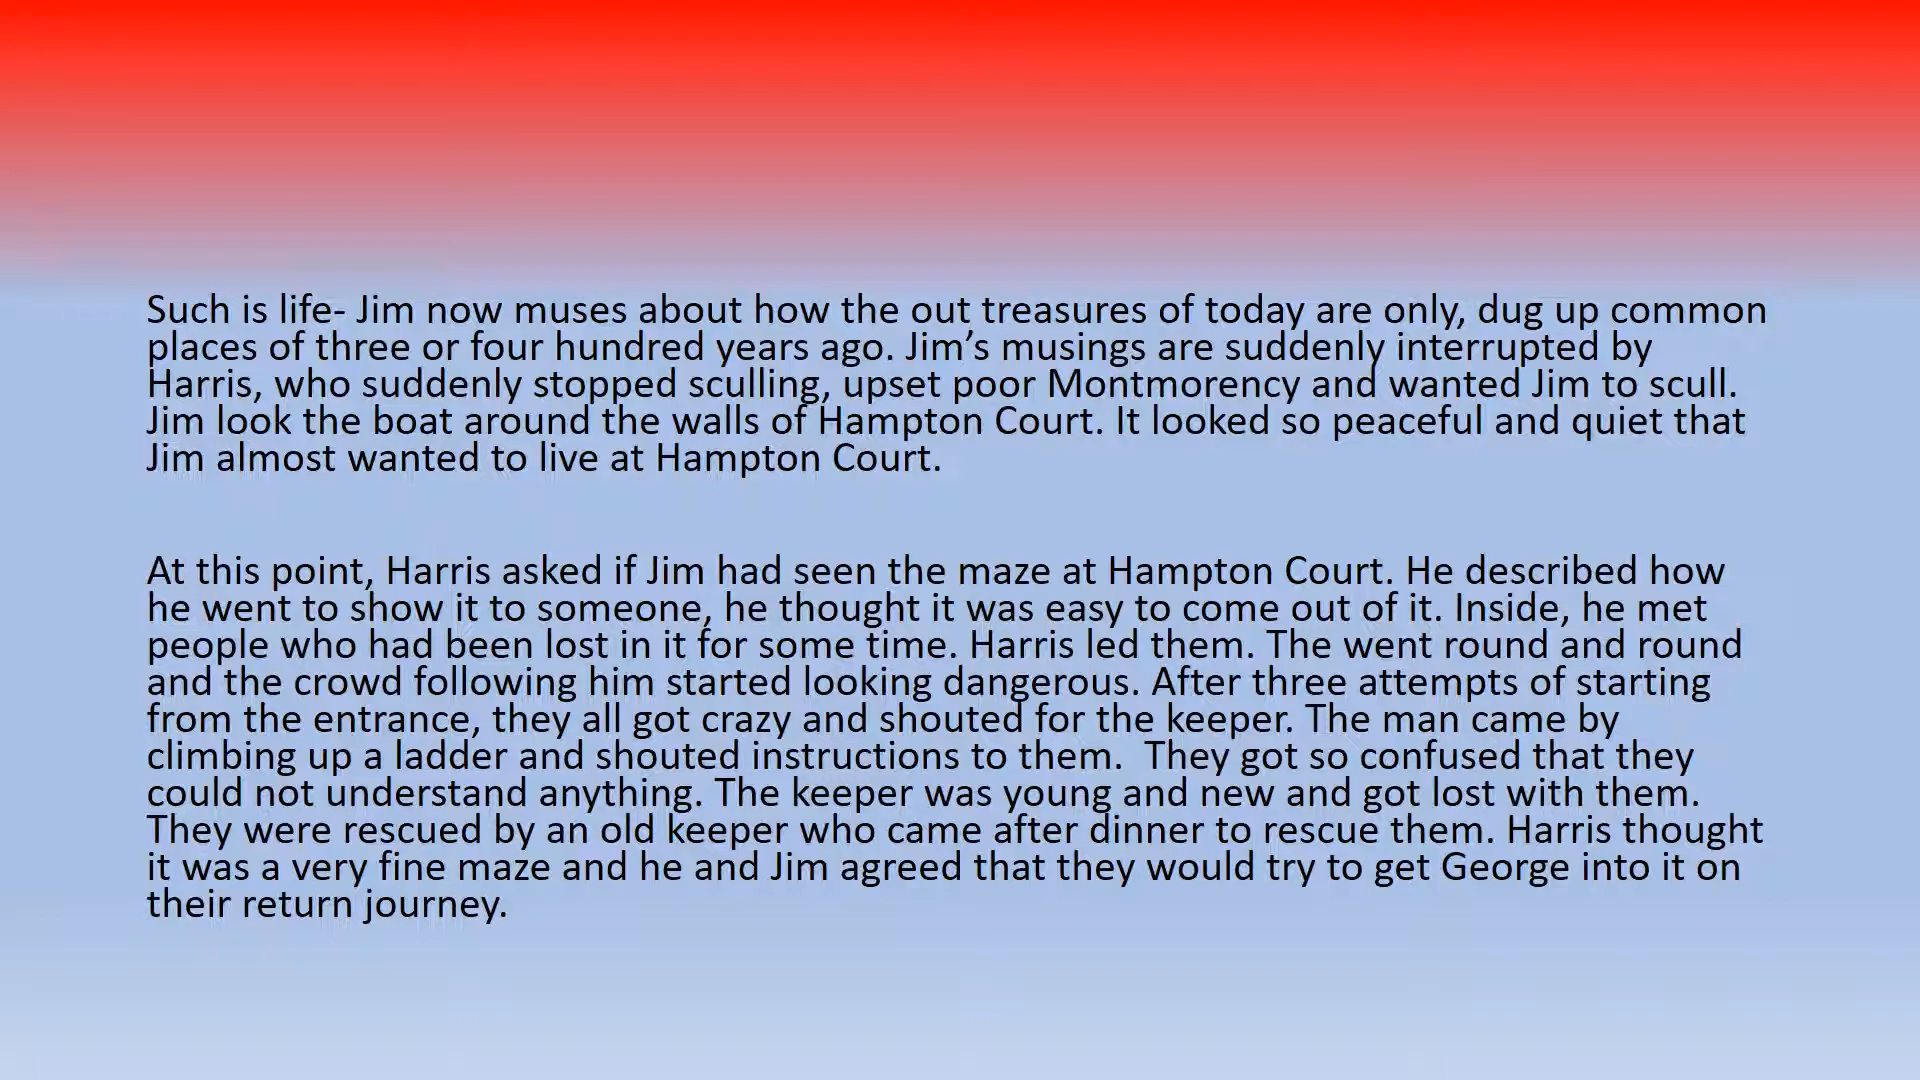 Such is life- Jim now muses about how the out treasures of today are only, dug up common
places of three or four hundred years ago. Jim’s musings are suddenly interrupted by
Harris, who suddenly stopped sculling, upset poor Montmorency and wanted Jim to scull.
Jim look the boat around the walls of Hampton Court. It looked so peaceful and quiet that
Jim almost wanted to live at Hampton Court.
At this point, Harris asked if Jim had seen the maze at Hampton Court. He described how
he went to show it to someone, he thought it was easy to come out of it. Inside, he met
people who had been lost in it for some time. Harris led them. The went round and round
and the crowd following him started looking dangerous. After three attempts of starting
from the entrance, they all got crazy and shouted for the keeper. The man came by
climbing up a ladder and shouted instructions to them.  They got so confused that they
could not understand anything. The keeper was young and new and got lost with them.
They were rescued by an old keeper who came after dinner to rescue them. Harris thought
it was a very fine maze and he and Jim agreed that they would try to get George into it on
their return journey.